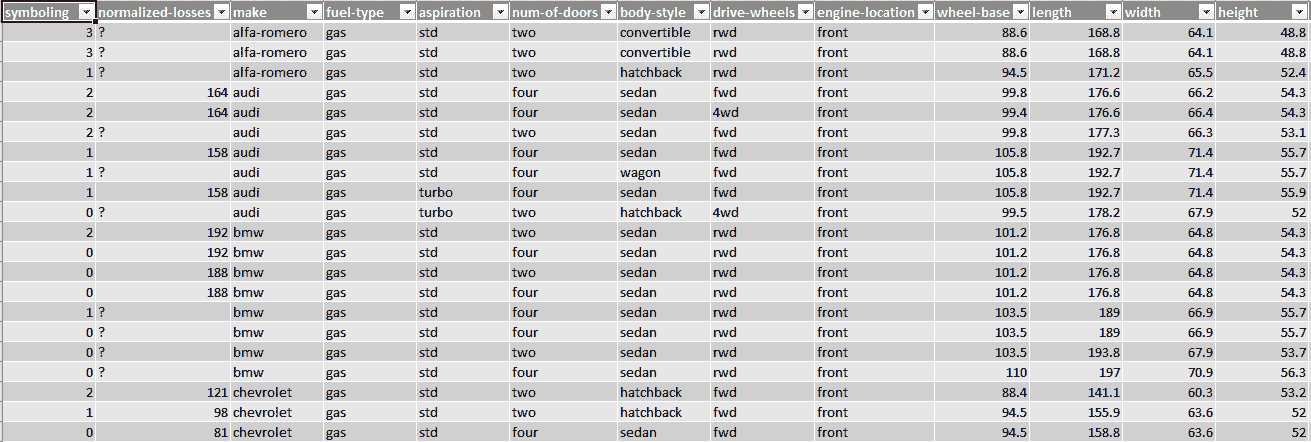 symboling normalized-losses make fuel-type aspiration num-of-doors body-style drive-wheels engine-location wheel-base length width height
3 ? alfa-romero gas std two convertible rwd front 88.6 168.8 64.1 48.8
3 ? alfa-romero gas std two convertible rwd front 88.6 168.8 64.1 48.8
1 ? alfa-romero gas std two hatchback rwd front 94.5 171.2 65.5 52.4
2 164 audi gas std four sedan fwd front 99.8 176.6 66.2 54.3
2 164 audi gas std four sedan 4wd front 99.4 176.6 66.4 54.3
2 ? audi gas std two sedan fwd front 99.8 177.3 66.3 53.1
1 158 audi gas std four sedan fwd front 105.8 192.7 71.4 55.7
1 ? audi gas std four wagon fwd front 105.8 192.7 71.4 55.7
1 158 audi gas turbo four sedan fwd front 105.8 192.7 71.4 55.9
0 ? audi gas turbo two hatchback 4wd front 99.5 178.2 67.9 52
2 192 bmw gas std two sedan rwd front 101.2 176.8 64.8 54.3
0 192 bmw gas std four sedan rwd front 101.2 176.8 64.8 54.3
0 188 bmw gas std two sedan rwd front 101.2 176.8 64.8 54.3
0 188 bmw gas std four sedan rwd front 101.2 176.8 64.8 54.3
1 ? bmw gas std four sedan rwd front 103.5 189 66.9 55.7
0 ? bmw gas std four sedan rwd front 103.5 189 66.9 55.7
0 ? bmw gas std two sedan rwd front 103.5 193.8 67.9 53.7
0 ? bmw gas std four sedan rwd front 110 197 70.9 56.3
2 121 chevrolet gas std two hatchback fwd front 88.4 141.1 60.3 53.2
1 98 chevrolet gas std two hatchback fwd front 94.5 155.9 63.6 52
0 81 chevrolet gas std four sedan fwd front 94.5 158.8 63.6 52